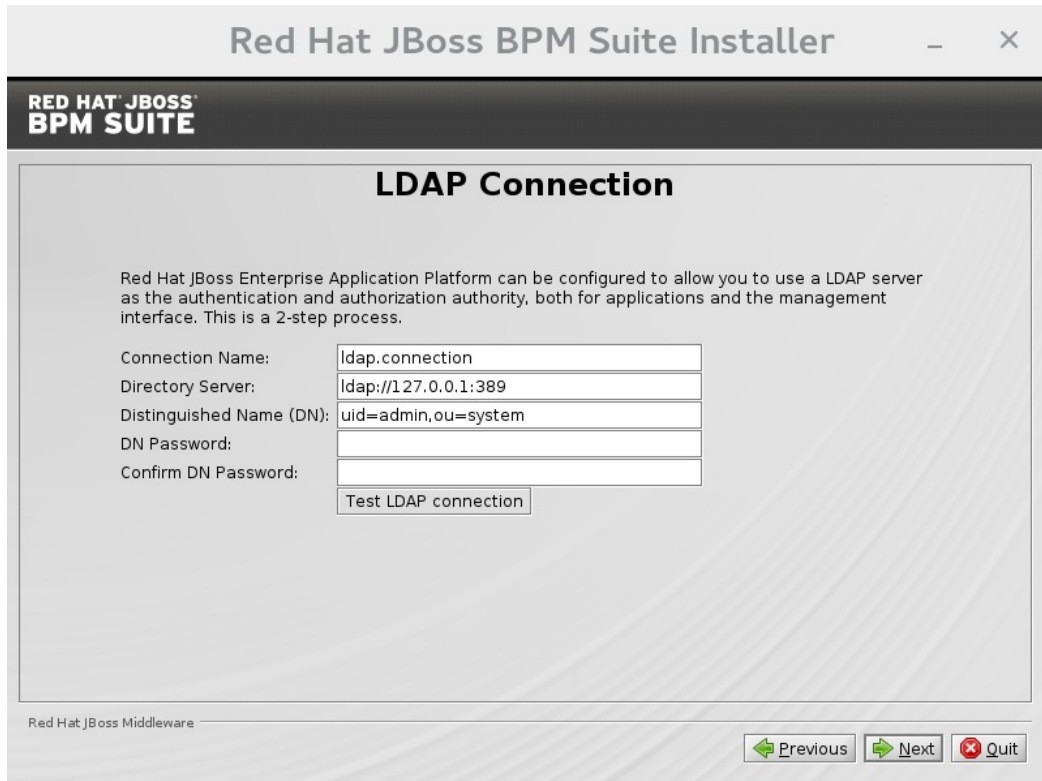 Red Hat JBoss BPM Suite Installer
RED HAT JBOSS
BPM SUITE
LDAP Connection
Red Hat JBoss Enterprise Application Platform can be configured to allow you to use a LDAP server
as the authentication and authorization authority, both for applications and the management
interface. This is a 2-step process.
Connection Name: ldap.connection
Directory Server: ldap://127.0.0.1:389
Distinguished Name (DN): uid=admin,ou=system
DN Password:
Confirm DN Password:
Test LDAP connection
Red Hat JBoss Middleware
Previous Next Quit